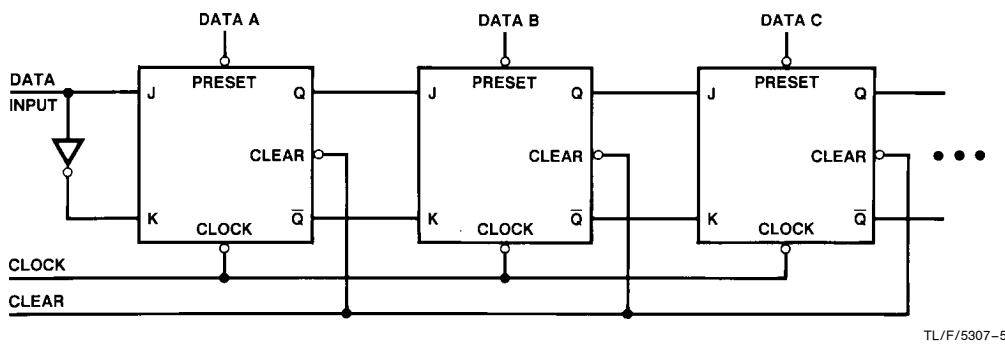 DATA A
DATA B
DATA C
DATA
INPUT
J
PRESET
Q
CLEAR
K
CLOCK
Q̅
J
PRESET
Q
CLEAR
K
CLOCK
Q̅
J
PRESET
Q
CLEAR
K
CLOCK
Q̅
CLOCK
CLEAR
TL/F/5307–5